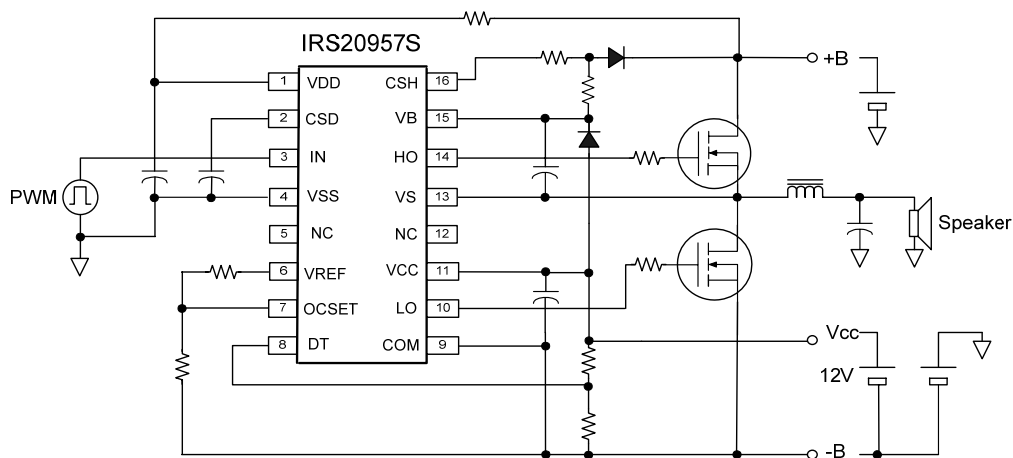 IRS20957S
1 VDD CSH 16
+B
2 CSD VB 15
3 IN HO 14
PWM
4 VSS VS 13
Speaker
5 NC NC 12
6 VREF VCC 11
7 OCSET LO 10
Vcc
8 DT COM 9
12V
-B